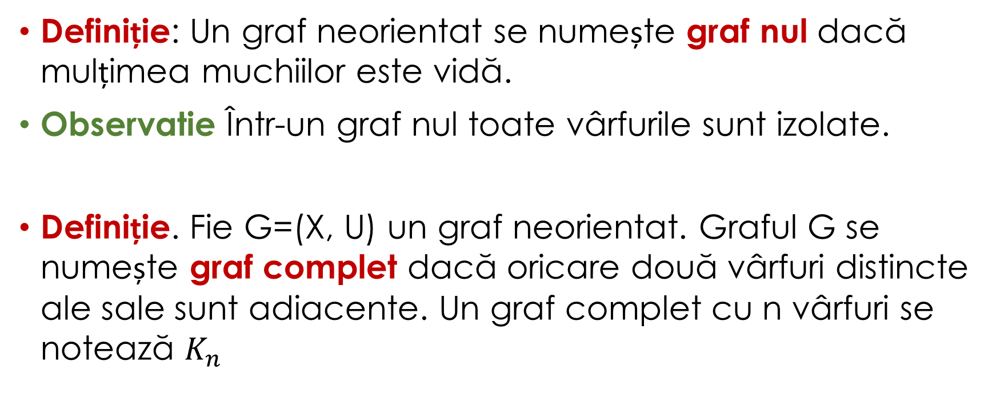 • Definiție: Un graf neorientat se numește graf nul dacă
mulțimea muchiilor este vidă.
• Observatie Într-un graf nul toate vârfurile sunt izolate.
• Definiție. Fie G=(X, U) un graf neorientat. Graful G se
numește graf complet dacă oricare două vârfuri distincte
ale sale sunt adiacente. Un graf complet cu n vârfuri se
notează Kₙ